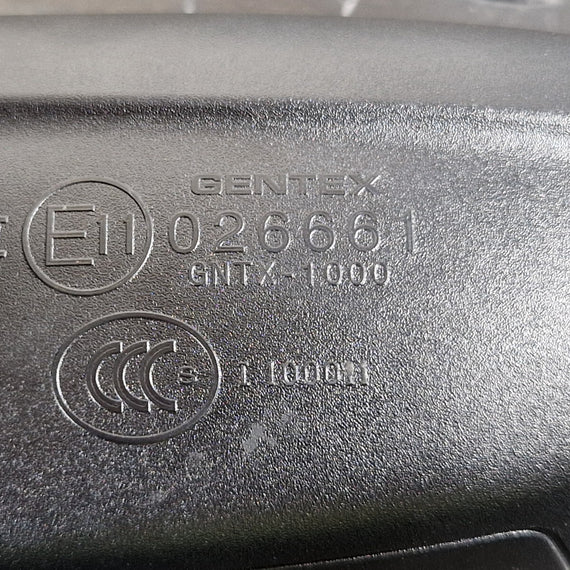 GENTEX
E11 026661
GNTX-1000
CCC S